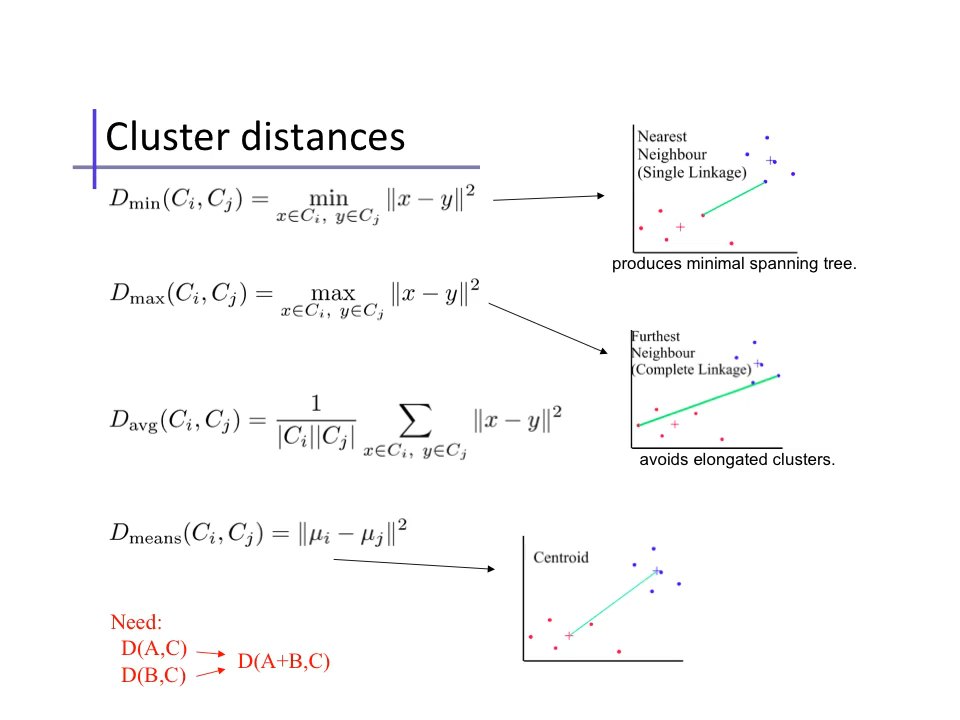 Cluster distances
D_min(C_i, C_j) = min_{x∈C_i, y∈C_j} ‖x − y‖²
Nearest
Neighbour
(Single Linkage)
produces minimal spanning tree.
D_max(C_i, C_j) = max_{x∈C_i, y∈C_j} ‖x − y‖²
Furthest
Neighbour
(Complete Linkage)
avoids elongated clusters.
D_avg(C_i, C_j) = 1/(|C_i||C_j|) ∑_{x∈C_i, y∈C_j} ‖x − y‖²
D_means(C_i, C_j) = ‖μ_i − μ_j‖²
Centroid
Need:
D(A,C)
D(B,C)
D(A+B,C)